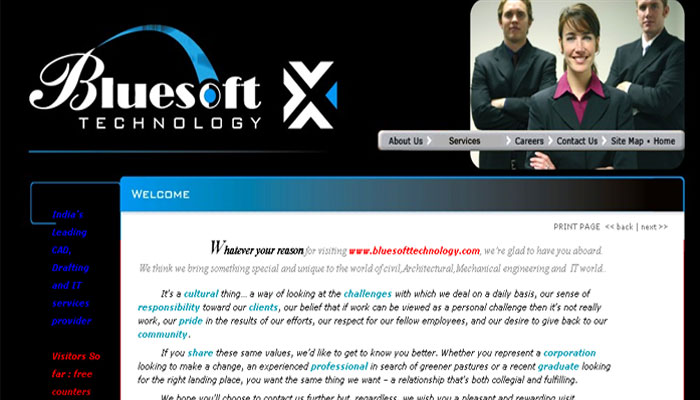 Bluesoft
TECHNOLOGY
About Us
Services
Careers
Contact Us
Site Map • Home
WELCOME
PRINT PAGE << back | next >>
India's
Leading
CAD,
Drafting
and IT
services
provider
Visitors So
far : free
counters
Whatever your reason for visiting www.bluesofttechnology.com, we're glad to have you aboard.
We think we bring something special and unique to the world of civil,Architectural,Mechanical engineering and IT world.
It's a cultural thing... a way of looking at the challenges with which we deal on a daily basis, our sense of
responsibility toward our clients, our belief that if work can be viewed as a personal challenge then it's not really
work, our pride in the results of our efforts, our respect for our fellow employees, and our desire to give back to our
community.
If you share these same values, we'd like to get to know you better. Whether you represent a corporation
looking to make a change, an experienced professional in search of greener pastures or a recent graduate looking
for the right landing place, you want the same thing we want – a relationship that's both collegial and fulfilling.
We hope you'll choose to contact us further but, regardless, we wish you a pleasant and rewarding visit.